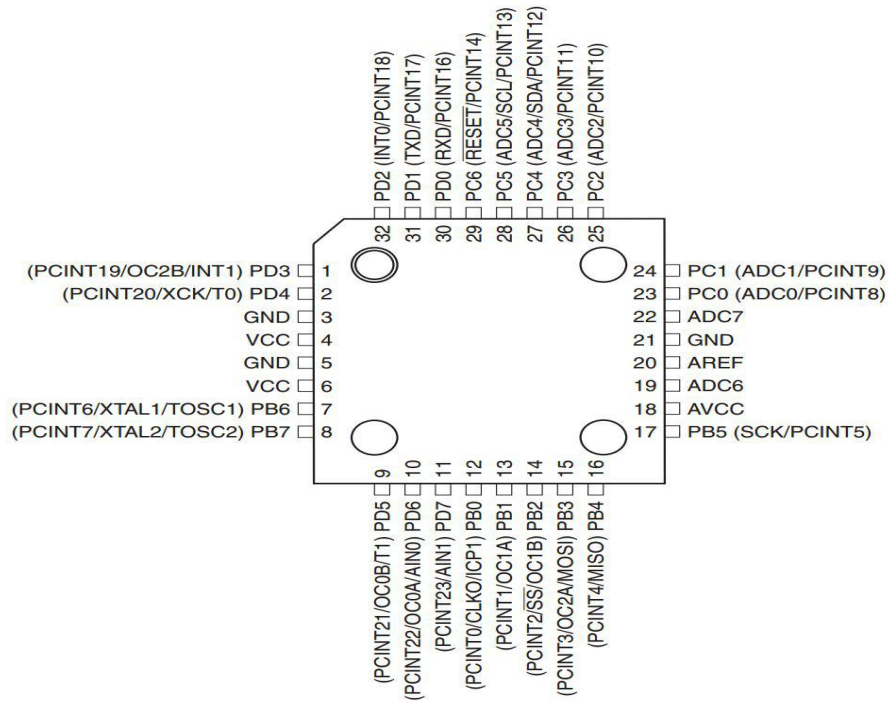 PD2 (INT0/PCINT18)
PD1 (TXD/PCINT17)
PD0 (RXD/PCINT16)
PC6 (RESET/PCINT14)
PC5 (ADC5/SCL/PCINT13)
PC4 (ADC4/SDA/PCINT12)
PC3 (ADC3/PCINT11)
PC2 (ADC2/PCINT10)
32
31
30
29
28
27
26
25
(PCINT19/OC2B/INT1) PD3 1
(PCINT20/XCK/T0) PD4 2
GND 3
VCC 4
GND 5
VCC 6
(PCINT6/XTAL1/TOSC1) PB6 7
(PCINT7/XTAL2/TOSC2) PB7 8
24 PC1 (ADC1/PCINT9)
23 PC0 (ADC0/PCINT8)
22 ADC7
21 GND
20 AREF
19 ADC6
18 AVCC
17 PB5 (SCK/PCINT5)
9
10
11
12
13
14
15
16
(PCINT21/OC0B/T1) PD5
(PCINT22/OC0A/AIN0) PD6
(PCINT23/AIN1) PD7
(PCINT0/CLKO/ICP1) PB0
(PCINT1/OC1A) PB1
(PCINT2/SS/OC1B) PB2
(PCINT3/OC2A/MOSI) PB3
(PCINT4/MISO) PB4